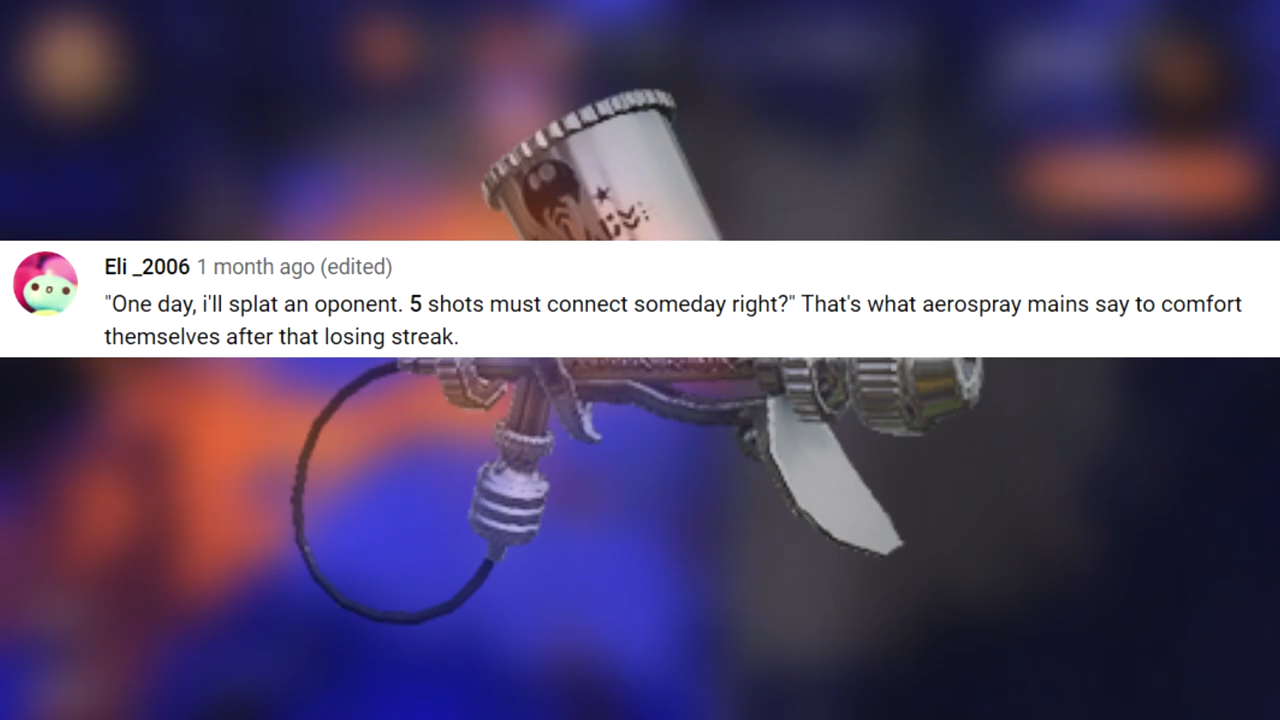 Eli _2006 1 month ago (edited)
"One day, i'll splat an oponent. 5 shots must connect someday right?" That's what aerospray mains say to comfort
themselves after that losing streak.